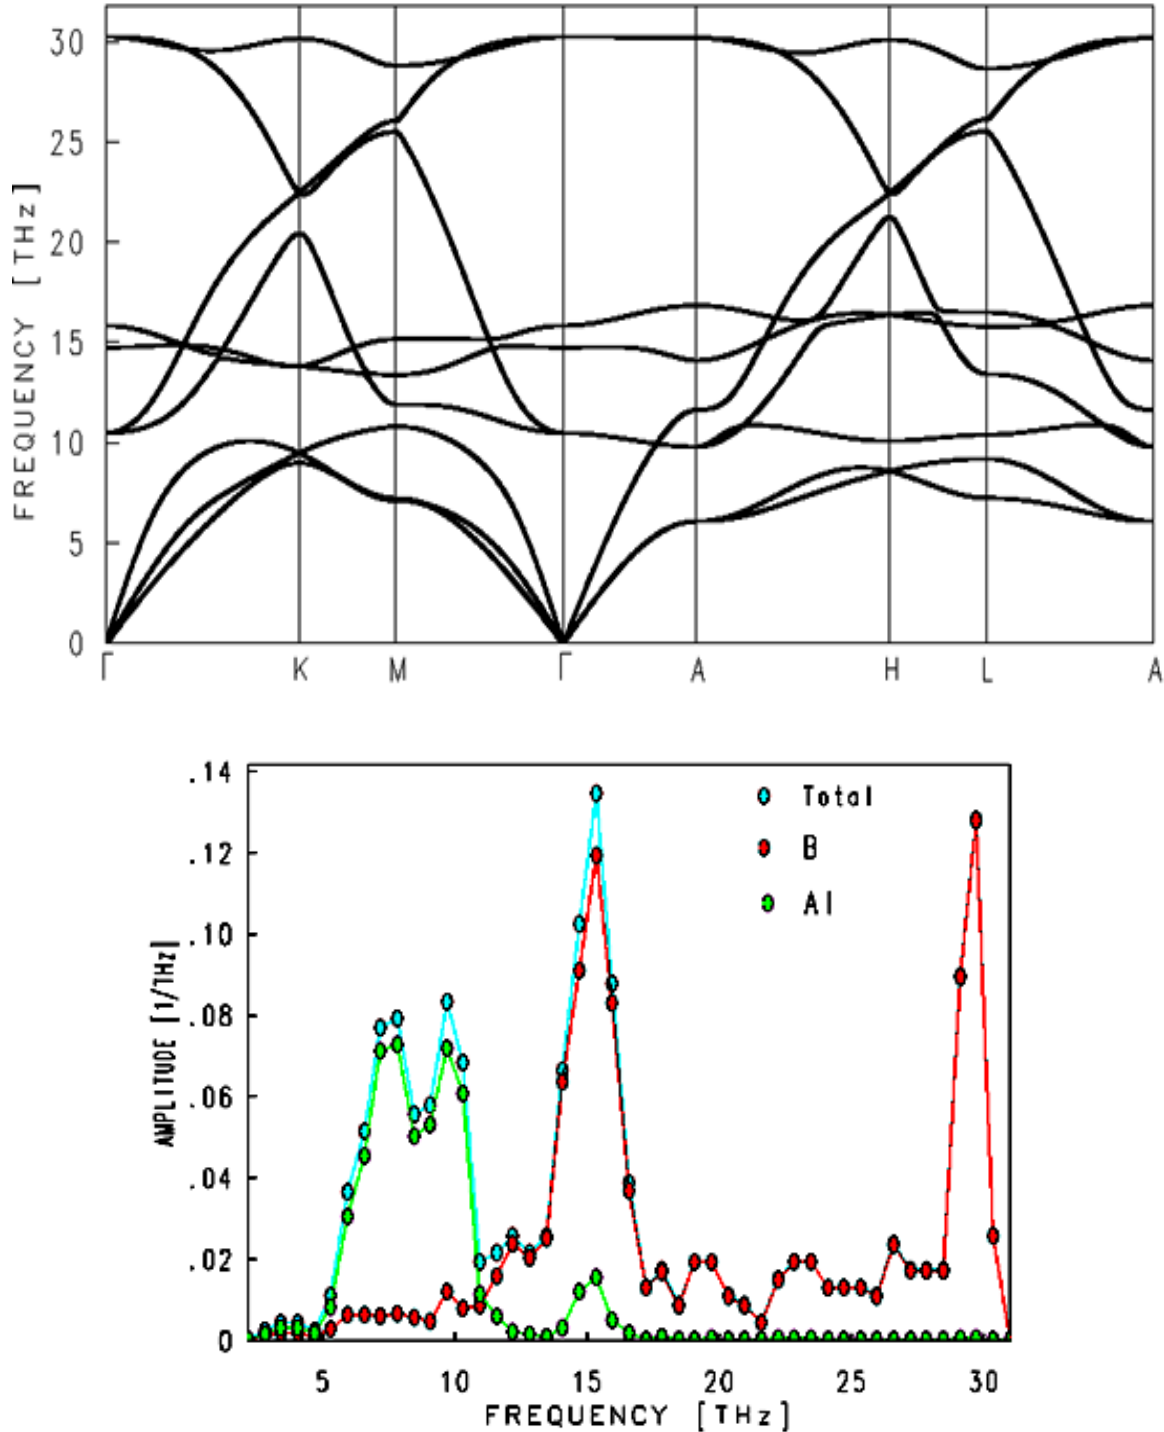 30
25
20
15
10
5
0
FREQUENCY [THz]
Γ K M Γ A H L A
.14
.12
.10
.08
.06
.04
.02
0
AMPLITUDE [1/THz]
Total
B
Al
5 10 15 20 25 30
FREQUENCY [THz]